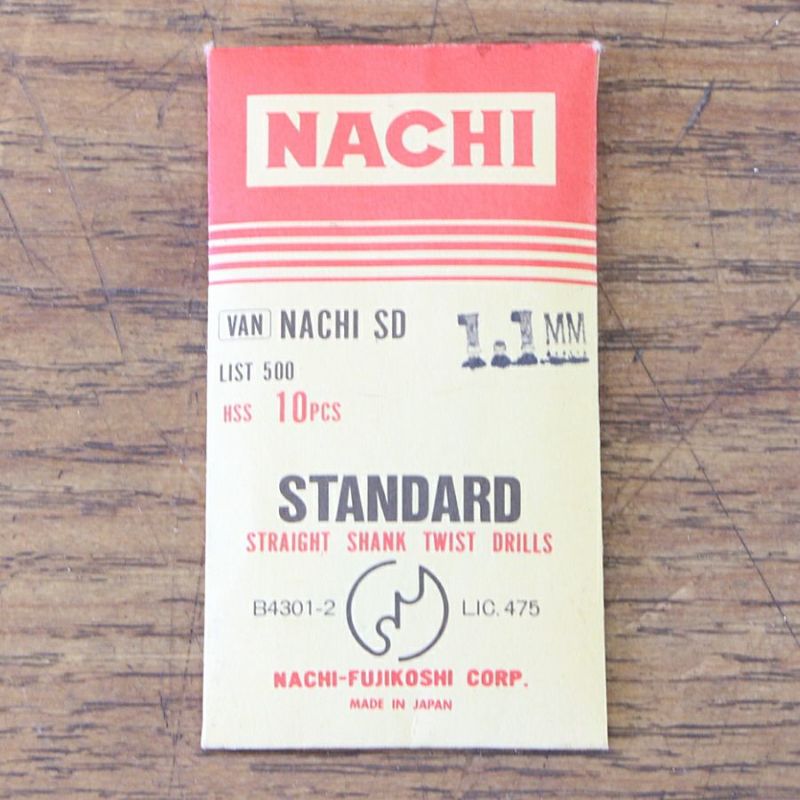 NACHI
VAN NACHI SD 1.1 MM
LIST 500
HSS 10PCS
STANDARD
STRAIGHT SHANK TWIST DRILLS
B4301-2 LIC. 475
NACHI-FUJIKOSHI CORP.
MADE IN JAPAN